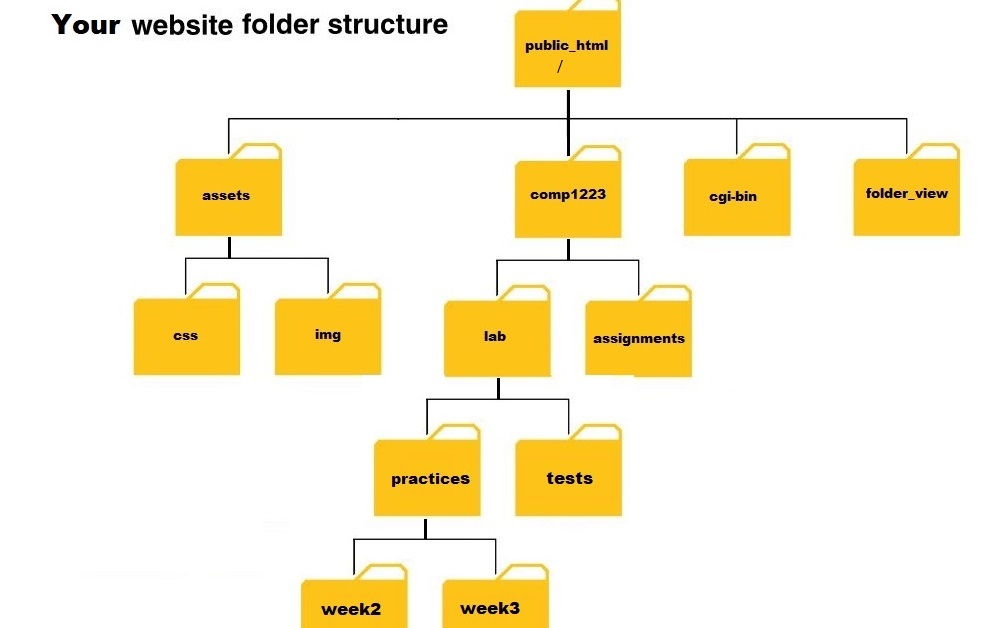 Your website folder structure
public_html
/
assets
comp1223
cgi-bin
folder_view
css
img
lab
assignments
practices
tests
week2
week3